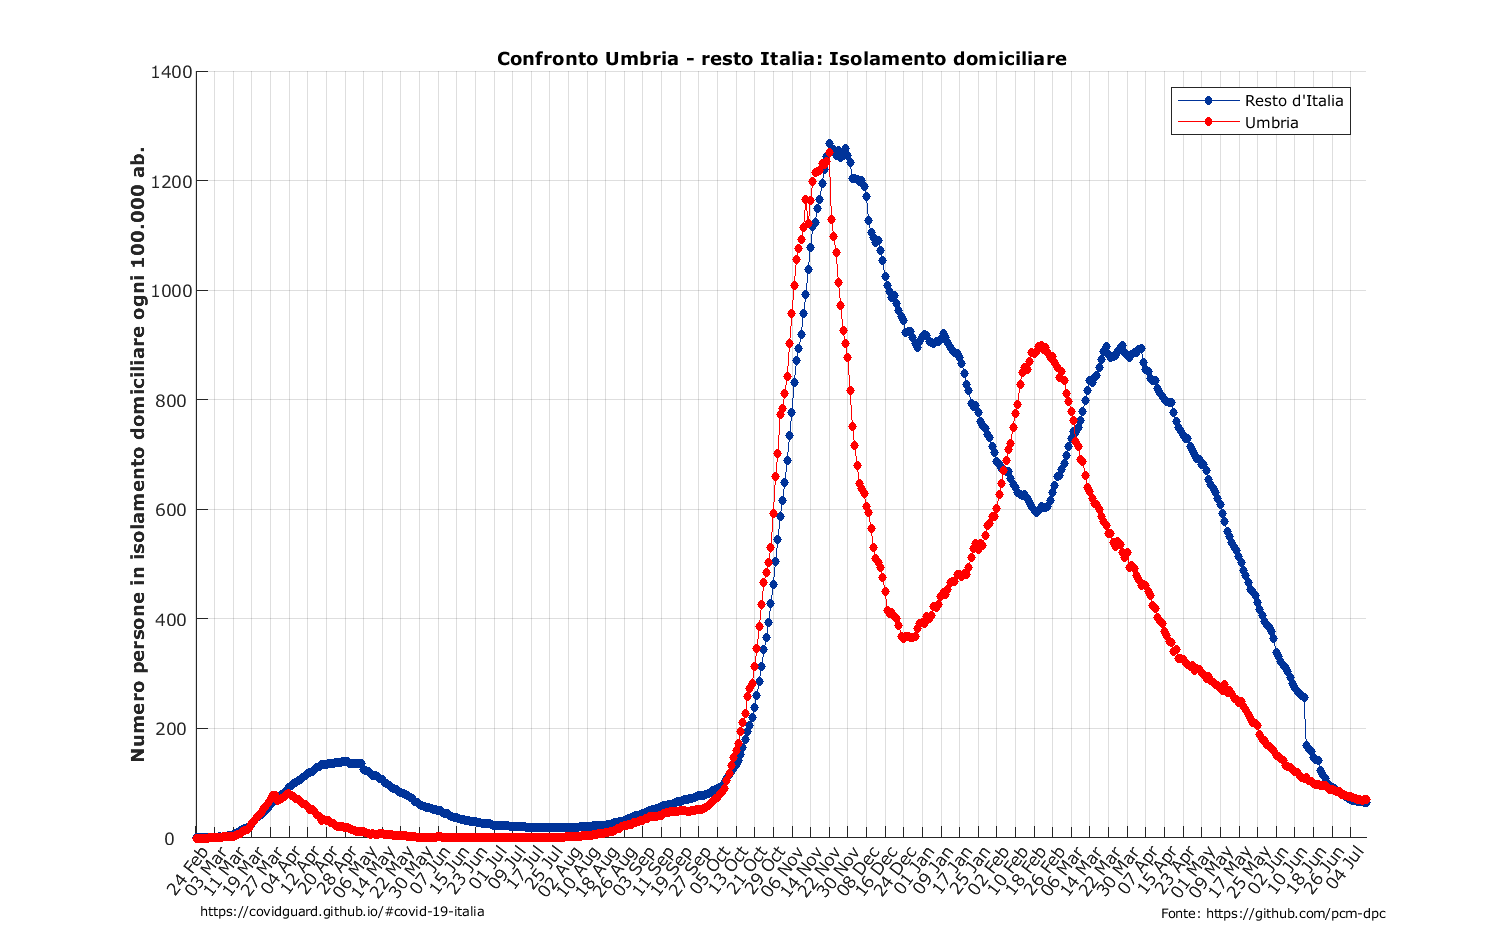 Confronto Umbria - resto Italia: Isolamento domiciliare
Numero persone in isolamento domiciliare ogni 100.000 ab.
1400
1200
1000
800
600
400
200
0
Resto d'Italia
Umbria
24 Feb
03 Mar
11 Mar
19 Mar
27 Mar
04 Apr
12 Apr
20 Apr
28 Apr
06 May
14 May
22 May
30 May
07 Jun
15 Jun
23 Jun
01 Jul
09 Jul
17 Jul
25 Jul
02 Aug
10 Aug
18 Aug
26 Aug
03 Sep
11 Sep
19 Sep
27 Sep
05 Oct
13 Oct
21 Oct
29 Oct
06 Nov
14 Nov
22 Nov
30 Nov
08 Dec
16 Dec
24 Dec
01 Jan
09 Jan
17 Jan
25 Jan
02 Feb
10 Feb
18 Feb
26 Feb
06 Mar
14 Mar
22 Mar
30 Mar
07 Apr
15 Apr
23 Apr
01 May
09 May
17 May
25 May
02 Jun
10 Jun
18 Jun
26 Jun
04 Jul
https://covidguard.github.io/#covid-19-italia
Fonte: https://github.com/pcm-dpc